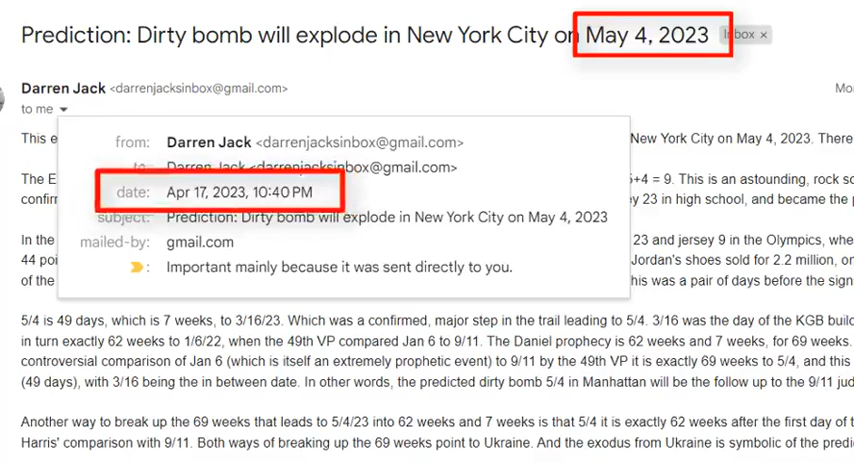 Prediction: Dirty bomb will explode in New York City on May 4, 2023 Inbox ×
Darren Jack <darrenjacksinbox@gmail.com>
to me
from: Darren Jack <darrenjacksinbox@gmail.com>
to: Darren Jack <darrenjacksinbox@gmail.com>
date: Apr 17, 2023, 10:40 PM
subject: Prediction: Dirty bomb will explode in New York City on May 4, 2023
mailed-by: gmail.com
: Important mainly because it was sent directly to you.
This New York City on May 4, 2023. There
The 5+4 = 9. This is an astounding, rock
23 in high school, and became the
In the 23 and jersey 9 in the Olympics,
44 Jordan's shoes sold for 2.2 million,
of the was a pair of days before the
5/4 is 49 days, which is 7 weeks, to 3/16/23. Which was a confirmed, major step in the trail leading to 5/4. 3/16 was the day of the KGB
in turn exactly 62 weeks to 1/6/22, when the 49th VP compared Jan 6 to 9/11. The Daniel prophecy is 62 weeks and 7 weeks, for 69 weeks.
controversial comparison of Jan 6 (which is itself an extremely prophetic event) to 9/11 by the 49th VP it is exactly 69 weeks to 5/4, and this
(49 days), with 3/16 being the in between date. In other words, the predicted dirty bomb 5/4 in Manhattan will be the follow up to the 9/11
Another way to break up the 69 weeks that leads to 5/4/23 into 62 weeks and 7 weeks is that 5/4 it is exactly 62 weeks after the first day of
Harris' comparison with 9/11. Both ways of breaking up the 69 weeks point to Ukraine. And the exodus from Ukraine is symbolic of the